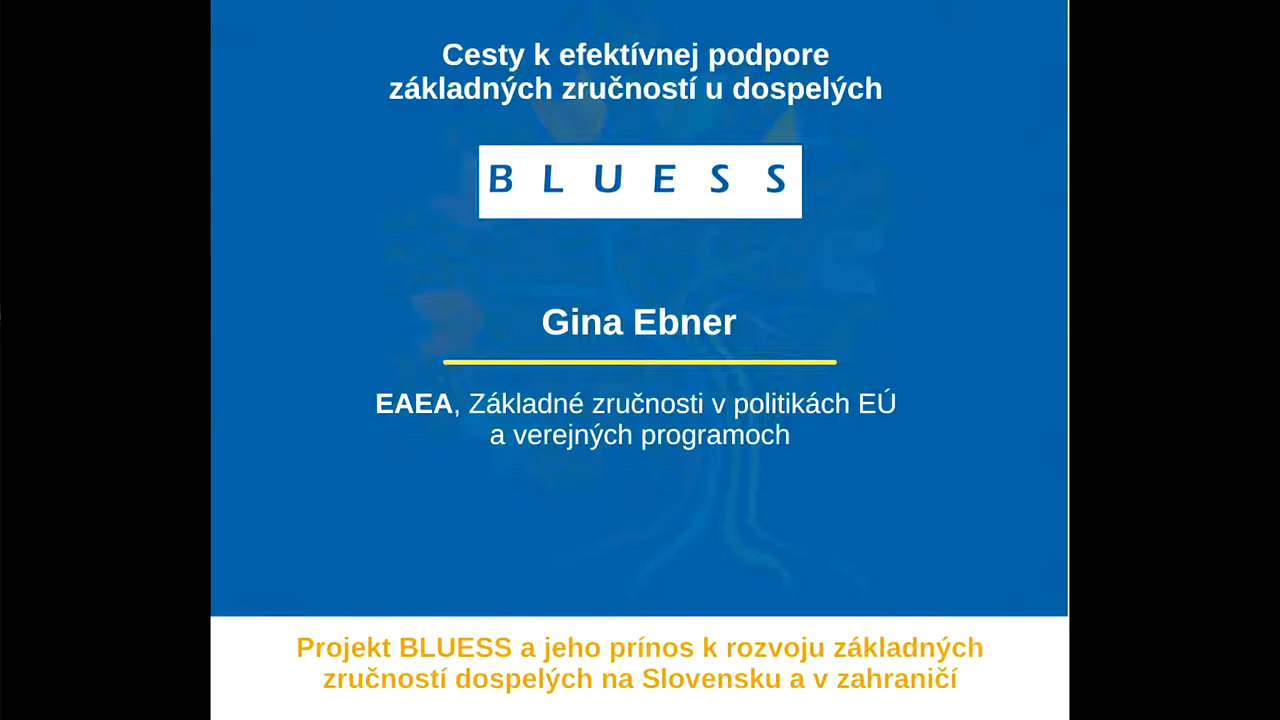 Cesty k efektívnej podpore
základných zručností u dospelých
BLUESS
Gina Ebner
EAEA, Základné zručnosti v politikách EÚ
a verejných programoch
Projekt BLUESS a jeho prínos k rozvoju základných
zručností dospelých na Slovensku a v zahraničí